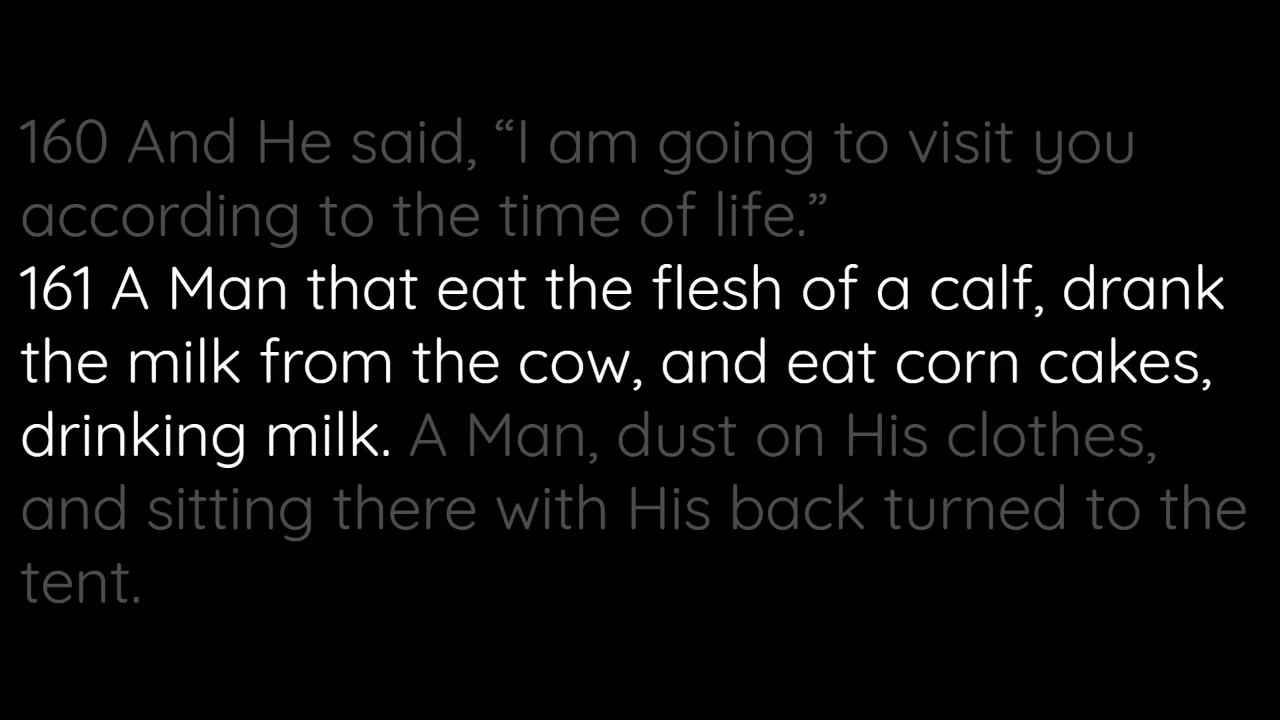 160 And He said, “I am going to visit you
according to the time of life.”
161 A Man that eat the flesh of a calf, drank
the milk from the cow, and eat corn cakes,
drinking milk. A Man, dust on His clothes,
and sitting there with His back turned to the
tent.